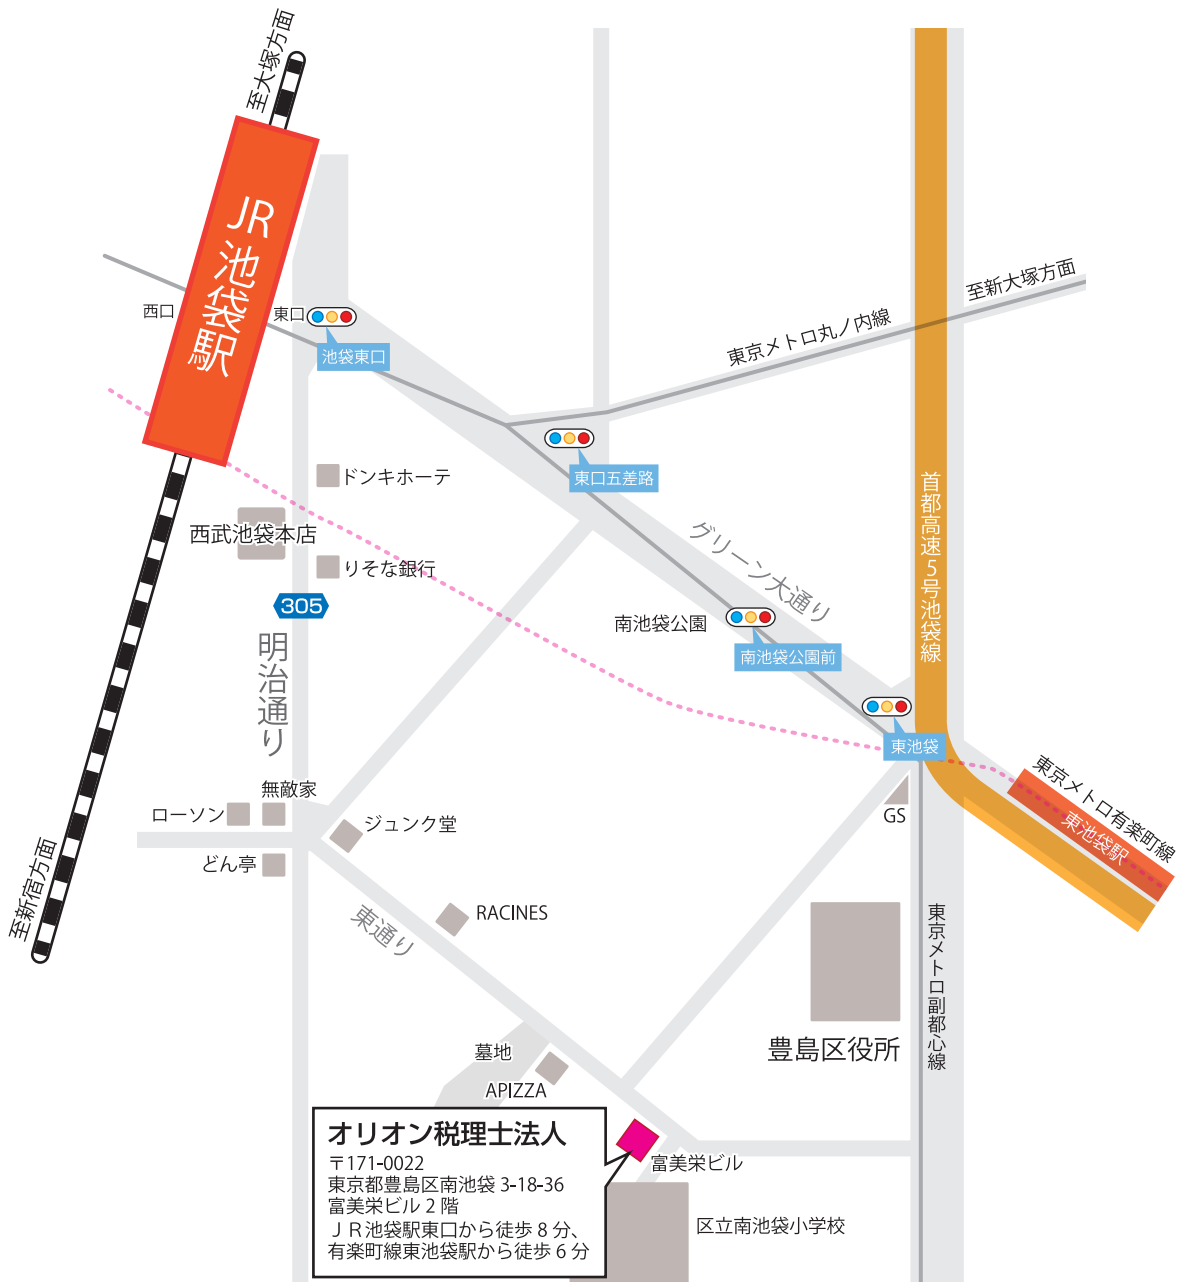 至大塚方面
JR池袋駅
西口
東口
池袋東口
至新大塚方面
東京メトロ丸ノ内線
東口五差路
ドンキホーテ
西武池袋本店
りそな銀行
305
明治通り
グリーン大通り
首都高速5号池袋線
南池袋公園
南池袋公園前
東池袋
東京メトロ有楽町線
東池袋駅
無敵家
ローソン
ジュンク堂
GS
どん亭
至新宿方面
東通り
RACINES
東京メトロ副都心線
豊島区役所
墓地
APIZZA
オリオン税理士法人
〒171-0022
東京都豊島区南池袋 3-18-36
富美栄ビル 2 階
ＪＲ池袋駅東口から徒歩 8 分、
有楽町線東池袋駅から徒歩 6 分
富美栄ビル
区立南池袋小学校